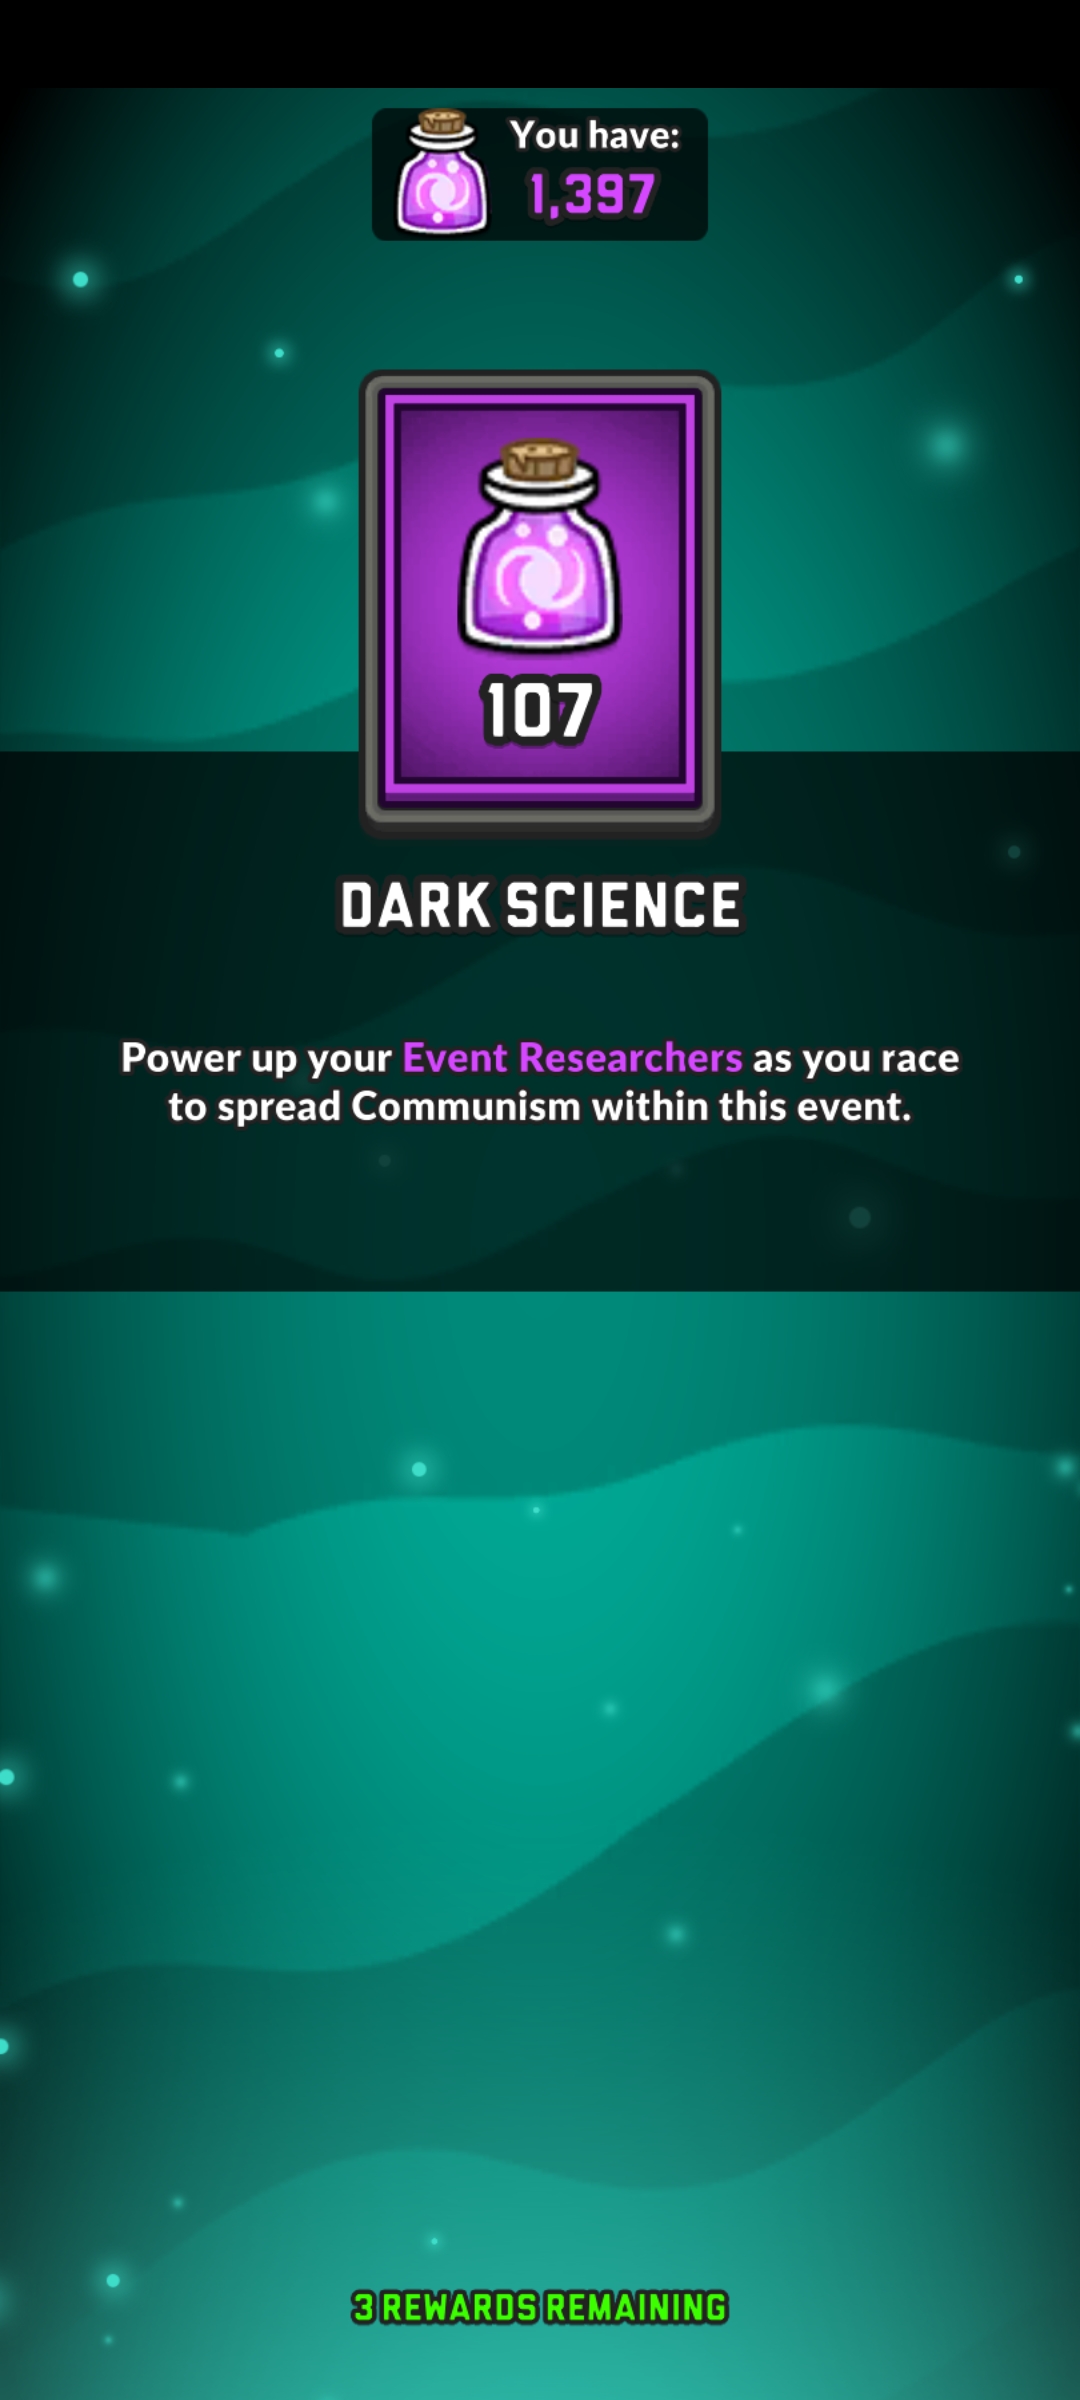 You have:
1,397
107
DARK SCIENCE
Power up your Event Researchers as you race
to spread Communism within this event.
3 REWARDS REMAINING